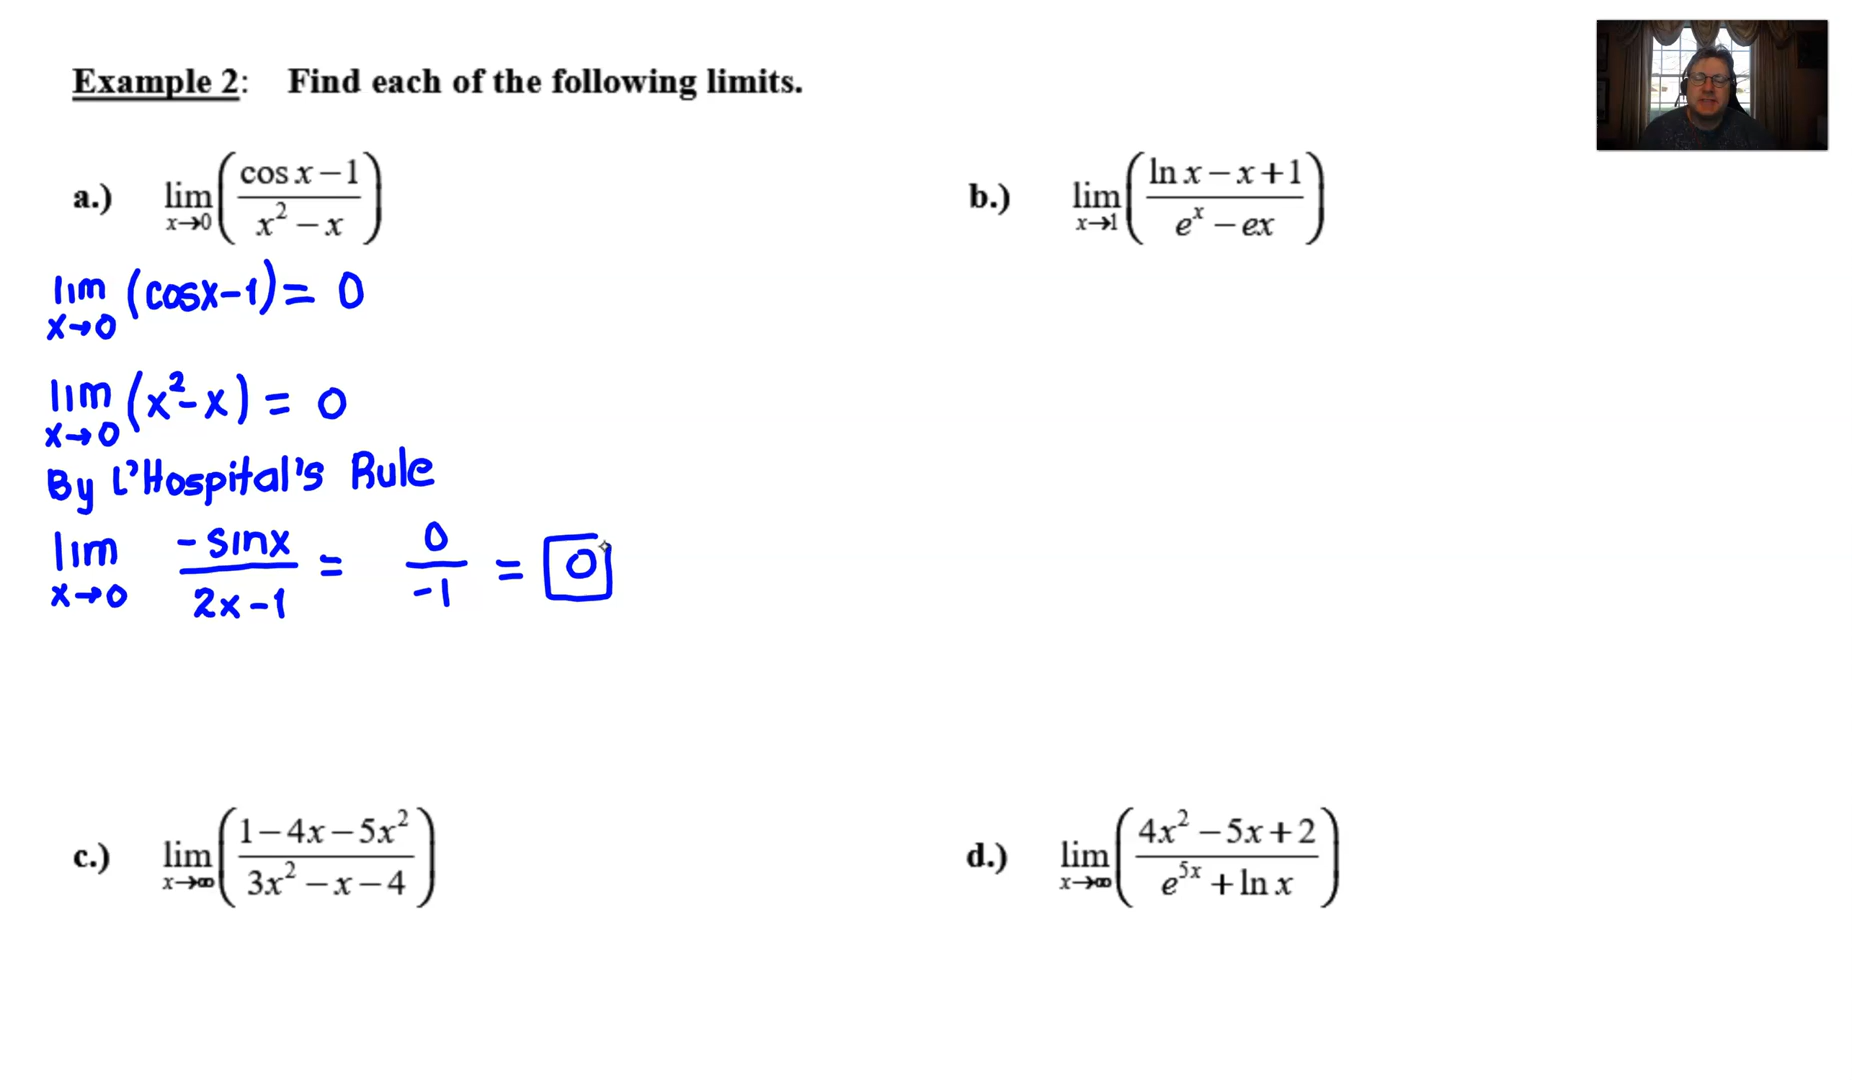 Example 2: Find each of the following limits.
a.) lim x→0 ( (cos x − 1) / (x² − x) )
b.) lim x→1 ( (ln x − x + 1) / (eˣ − ex) )
lim x→0 (cosx−1) = 0
lim x→0 (x²−x) = 0
By L'Hospital's Rule
lim x→0 −sinx / 2x−1 = 0 / −1 = 0
c.) lim x→∞ ( (1 − 4x − 5x²) / (3x² − x − 4) )
d.) lim x→∞ ( (4x² − 5x + 2) / (e⁵ˣ + ln x) )